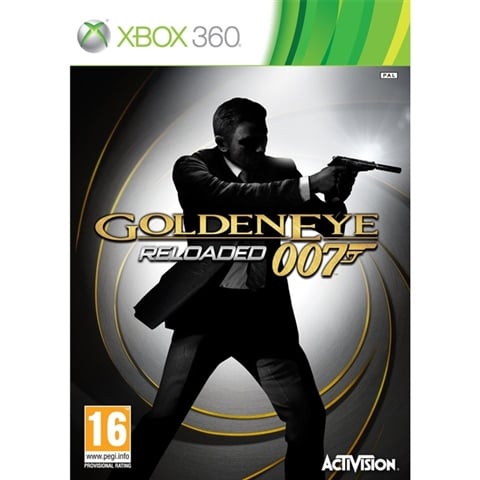 XBOX 360
PAL
GOLDENEYE
RELOADED 007
16
www.pegi.info
PROVISIONAL RATING
ACTIVISION.